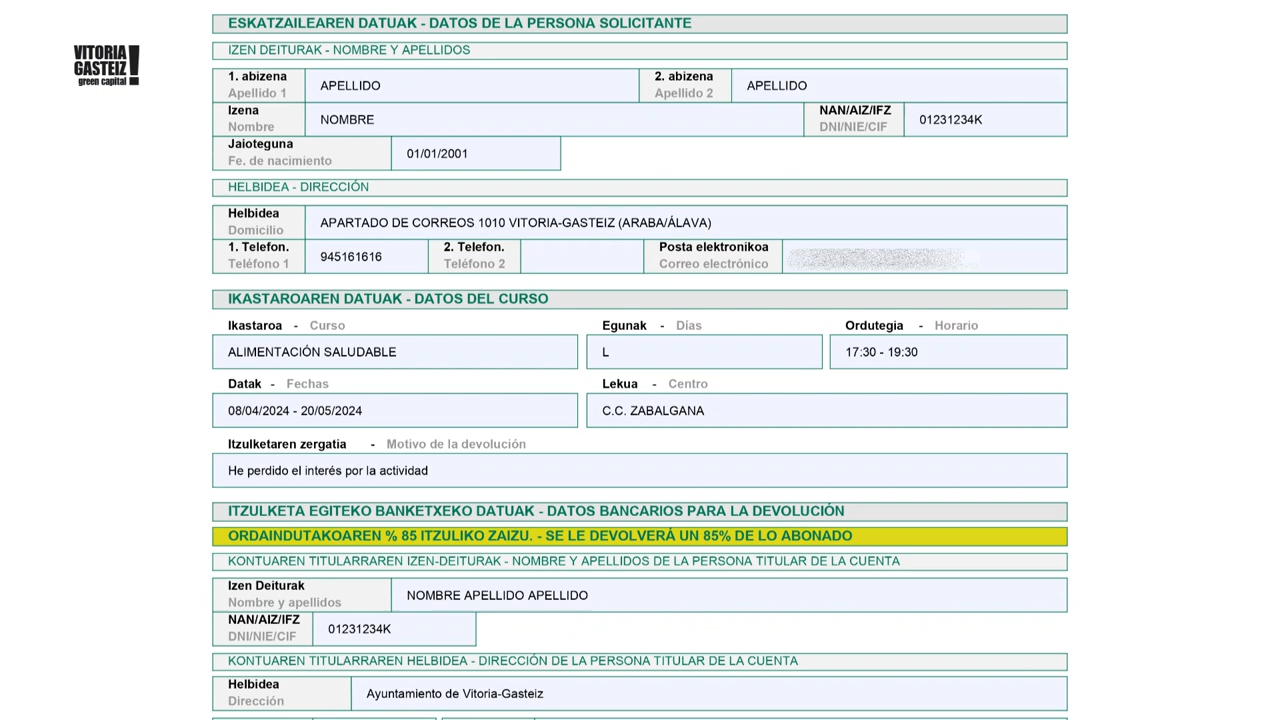 ESKATZAILEAREN DATUAK - DATOS DE LA PERSONA SOLICITANTE
VITORIA
GASTEIZ
green capital
!
IZEN DEITURAK - NOMBRE Y APELLIDOS
1. abizena
Apellido 1
APELLIDO
2. abizena
Apellido 2
APELLIDO
Izena
Nombre
NOMBRE
NAN/AIZ/IFZ
DNI/NIE/CIF
01231234K
Jaioteguna
Fe. de nacimiento
01/01/2001
HELBIDEA - DIRECCIÓN
Helbidea
Domicilio
APARTADO DE CORREOS 1010 VITORIA-GASTEIZ (ARABA/ÁLAVA)
1. Telefon.
Teléfono 1
945161616
2. Telefon.
Teléfono 2
Posta elektronikoa
Correo electrónico
IKASTAROAREN DATUAK - DATOS DEL CURSO
Ikastaroa - Curso
Egunak - Días
Ordutegia - Horario
ALIMENTACIÓN SALUDABLE
L
17:30 - 19:30
Datak - Fechas
Lekua - Centro
08/04/2024 - 20/05/2024
C.C. ZABALGANA
Itzulketaren zergatia - Motivo de la devolución
He perdido el interés por la actividad
ITZULKETA EGITEKO BANKETXEKO DATUAK - DATOS BANCARIOS PARA LA DEVOLUCIÓN
ORDAINDUTAKOAREN % 85 ITZULIKO ZAIZU. - SE LE DEVOLVERÁ UN 85% DE LO ABONADO
KONTUAREN TITULARRAREN IZEN-DEITURAK - NOMBRE Y APELLIDOS DE LA PERSONA TITULAR DE LA CUENTA
Izen Deiturak
Nombre y apellidos
NOMBRE APELLIDO APELLIDO
NAN/AIZ/IFZ
DNI/NIE/CIF
01231234K
KONTUAREN TITULARRAREN HELBIDEA - DIRECCIÓN DE LA PERSONA TITULAR DE LA CUENTA
Helbidea
Dirección
Ayuntamiento de Vitoria-Gasteiz